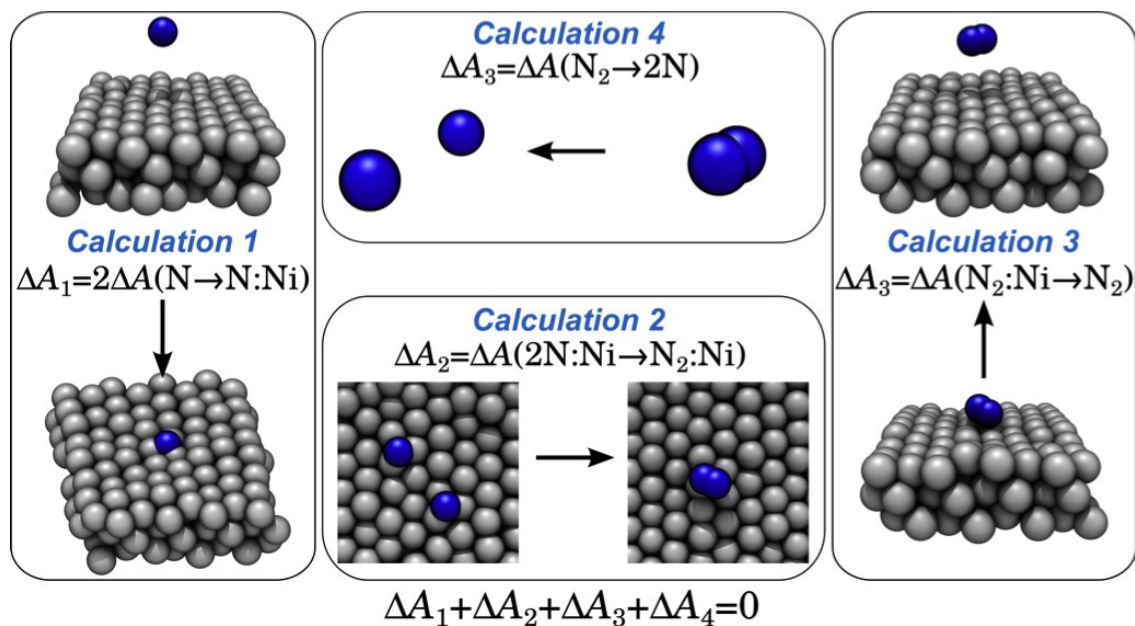 Calculation 4
ΔA₃=ΔA(N₂→2N)
Calculation 1
ΔA₁=2ΔA(N→N:Ni)
Calculation 3
ΔA₃=ΔA(N₂:Ni→N₂)
Calculation 2
ΔA₂=ΔA(2N:Ni→N₂:Ni)
ΔA₁+ΔA₂+ΔA₃+ΔA₄=0